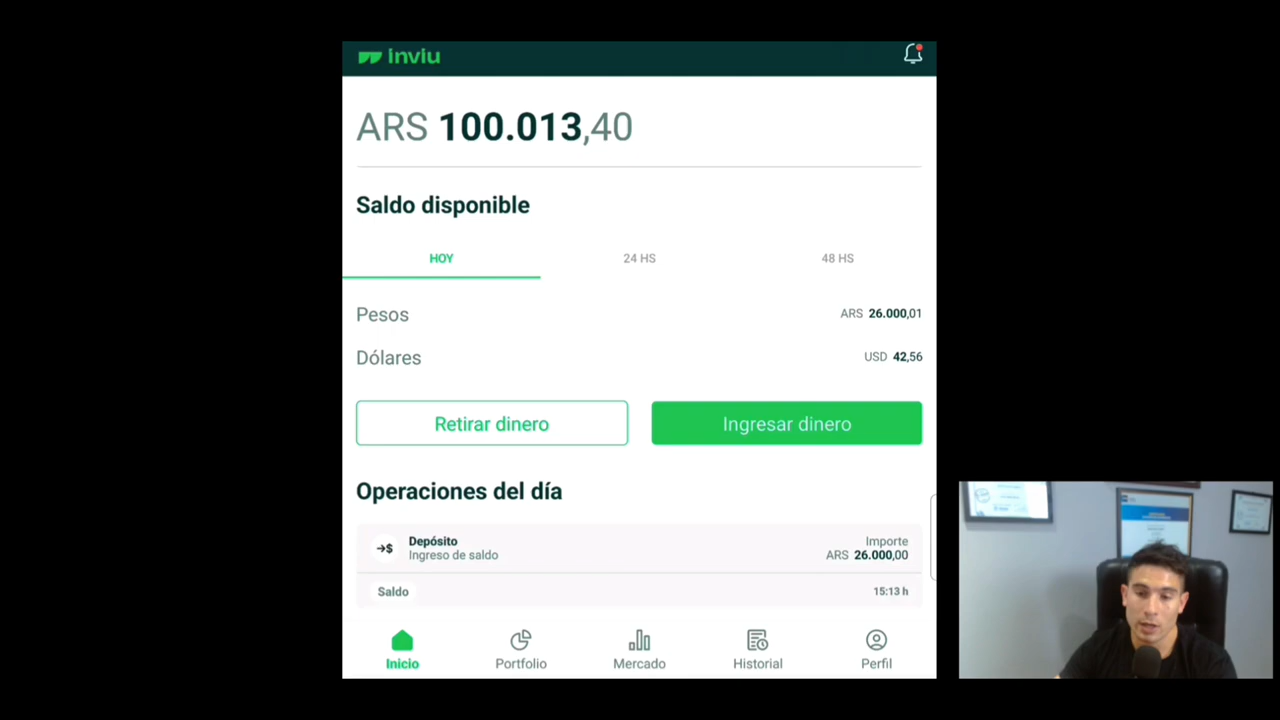 inviu
ARS 100.013,40
Saldo disponible
HOY 24 HS 48 HS
Pesos ARS 26.000,01
Dólares USD 42,56
Retirar dinero Ingresar dinero
Operaciones del día
Depósito Importe
Ingreso de saldo ARS 26.000,00
Saldo 15:13 h
Inicio Portfolio Mercado Historial Perfil